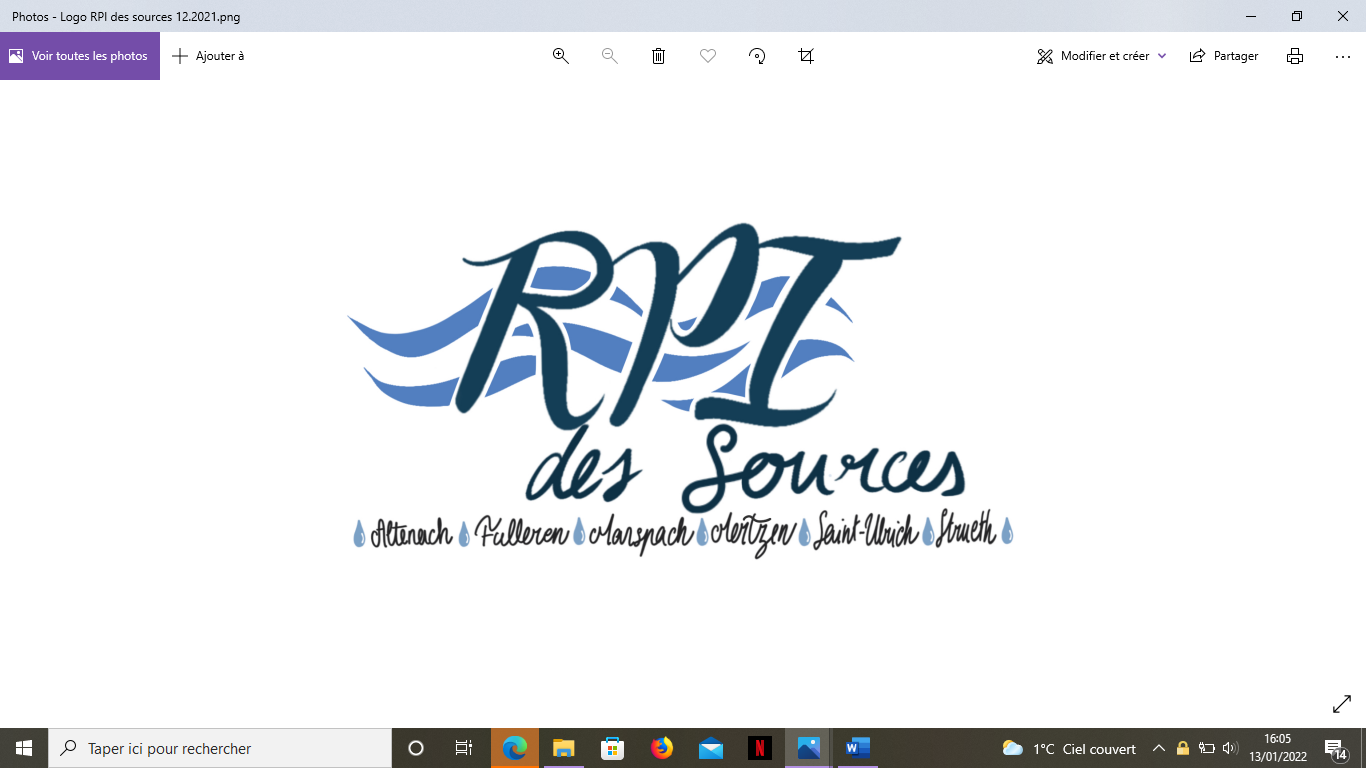 Photos - Logo RPI des sources 12.2021.png
Voir toutes les photos Ajouter à Modifier et créer Partager
RPI
des Sources
Altenach Fulleren Manspach Mertzen Saint-Ulrich Strueth
Taper ici pour rechercher
1°C Ciel couvert
16:05
13/01/2022
14